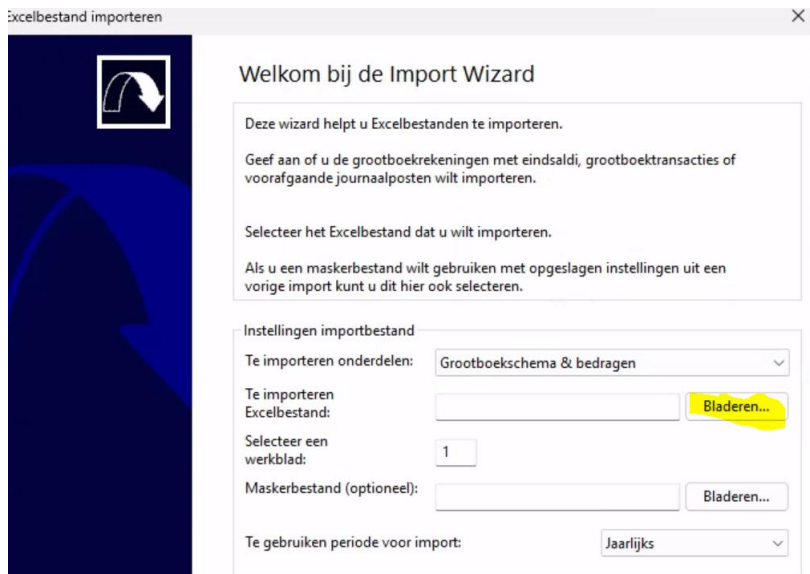 Excelbestand importeren
Welkom bij de Import Wizard
Deze wizard helpt u Excelbestanden te importeren.
Geef aan of u de grootboekrekeningen met eindsaldi, grootboektransacties of
voorafgaande journaalposten wilt importeren.
Selecteer het Excelbestand dat u wilt importeren.
Als u een maskerbestand wilt gebruiken met opgeslagen instellingen uit een
vorige import kunt u dit hier ook selecteren.
Instellingen importbestand
Te importeren onderdelen: Grootboekschema & bedragen
Te importeren
Excelbestand: Bladeren...
Selecteer een
werkblad: 1
Maskerbestand (optioneel): Bladeren...
Te gebruiken periode voor import: Jaarlijks